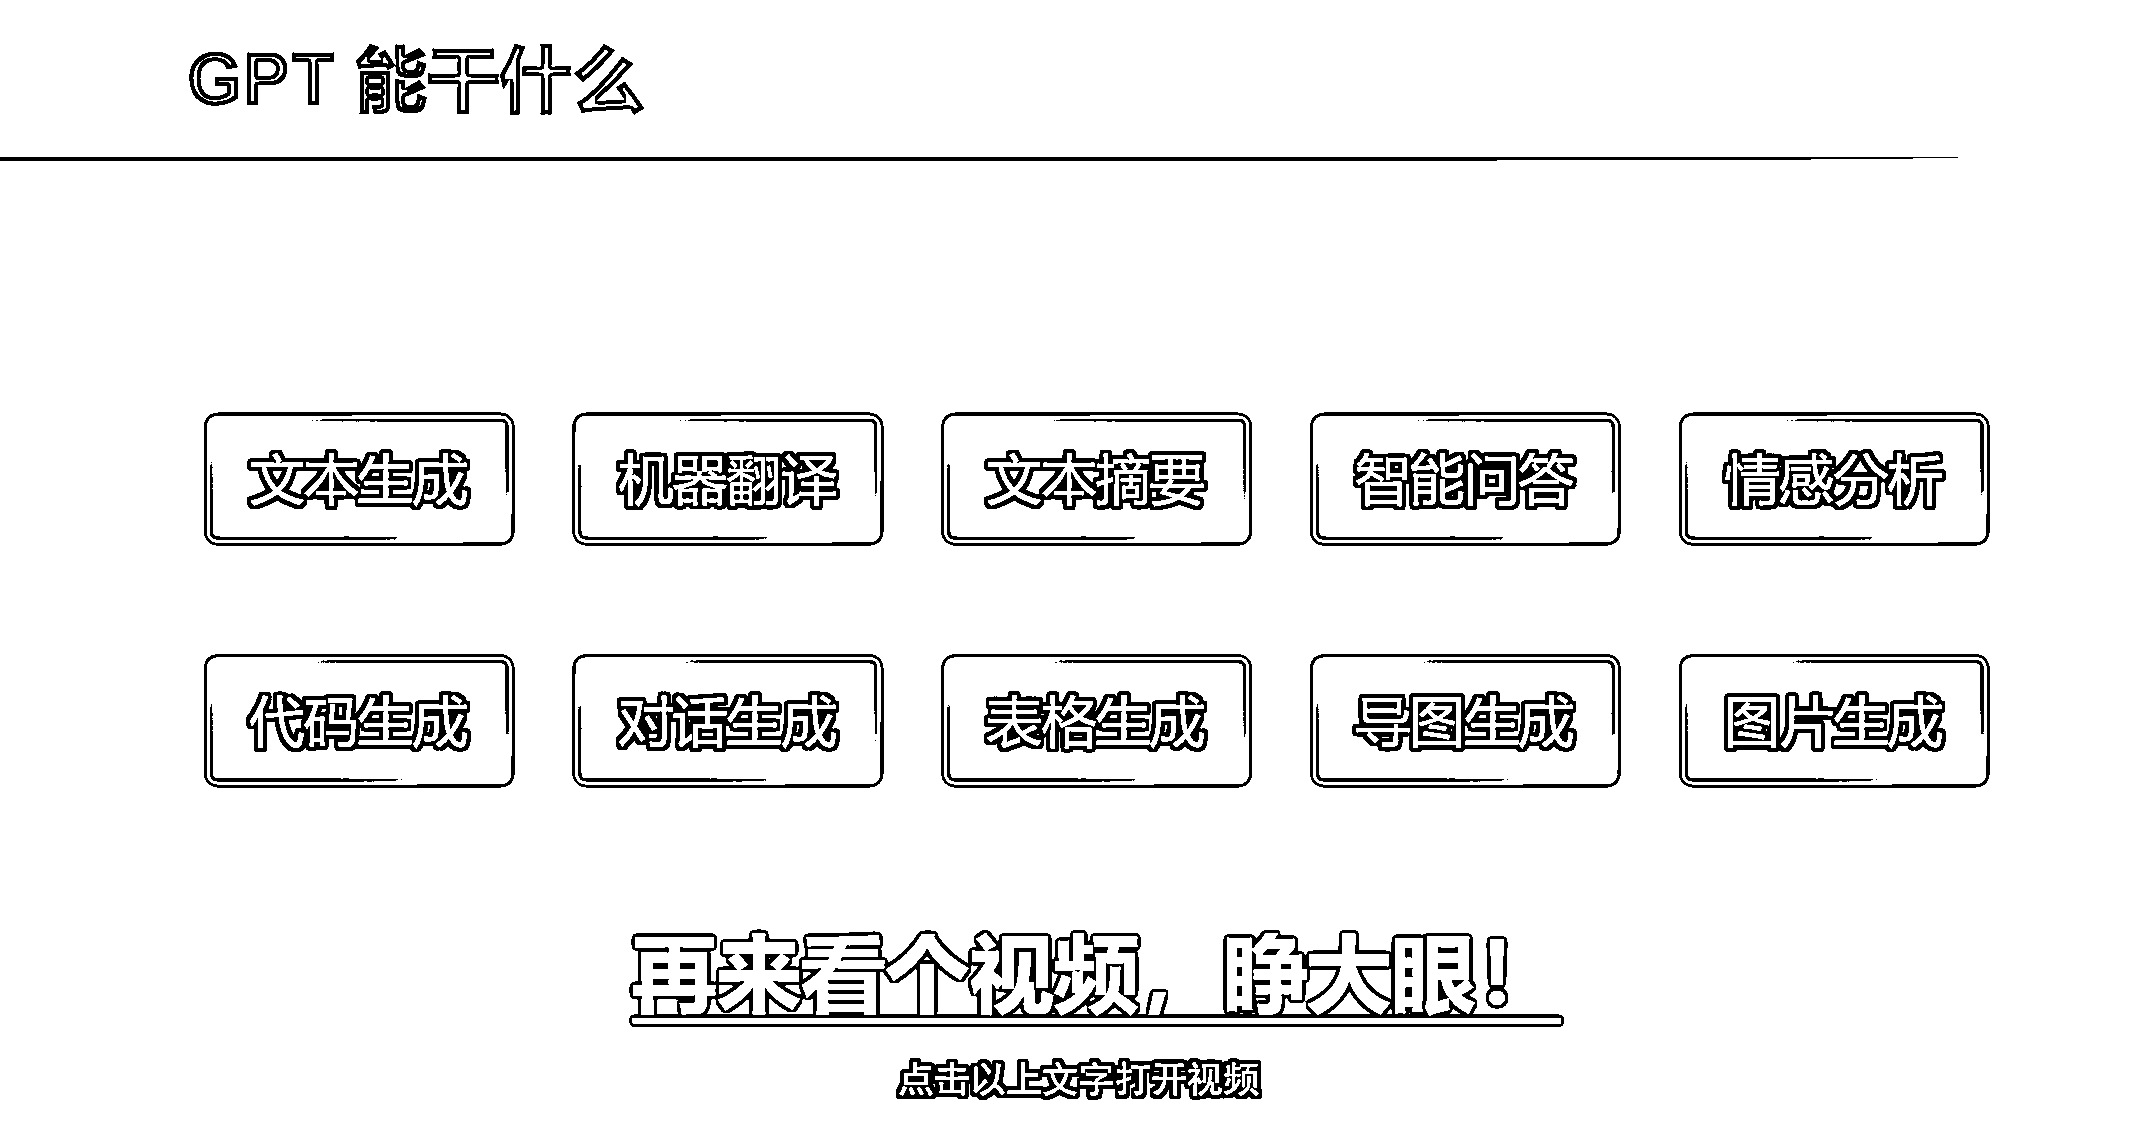 GPT 能干什么
文本生成 机器翻译 文本摘要 智能问答 情感分析
代码生成 对话生成 表格生成 导图生成 图片生成
再来看个视频，睁大眼！
点击以上文字打开视频